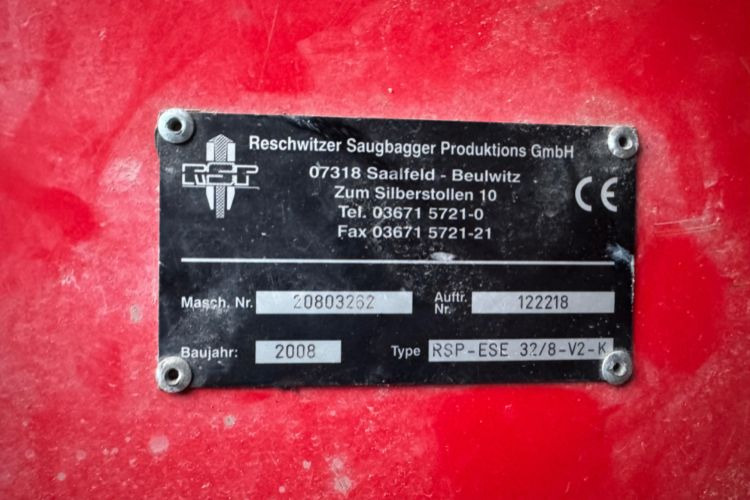 Reschwitzer Saugbagger Produktions GmbH
RSP
07318 Saalfeld - Beulwitz
Zum Silberstollen 10
Tel. 03671 5721-0
Fax 03671 5721-21
CE
Masch. Nr. 20803262 Auftr. Nr. 122218
Baujahr: 2008 Type RSP-ESE 32/8-V2-K